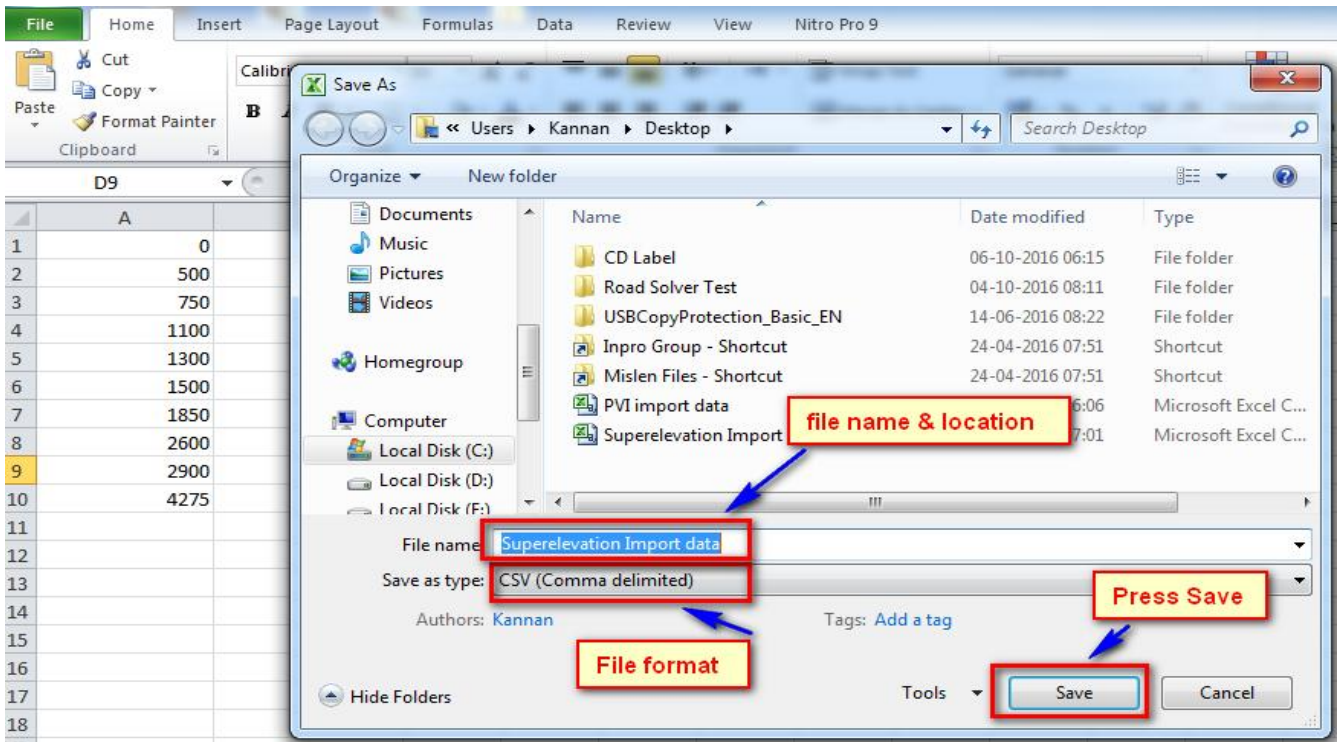 File Home Insert Page Layout Formulas Data Review View Nitro Pro 9
Cut
Copy
Format Painter
Paste
Clipboard
Calibri
B
Save As
« Users Kannan Desktop
Search Desktop
D9
Organize New folder
A
1 0
2 500
3 750
4 1100
5 1300
6 1500
7 1850
8 2600
9 2900
10 4275
11
12
13
14
15
16
17
18
Documents
Music
Pictures
Videos
Homegroup
Computer
Local Disk (C:)
Local Disk (D:)
Local Disk (F:)
Name Date modified Type
CD Label 06-10-2016 06:15 File folder
Road Solver Test 04-10-2016 08:11 File folder
USBCopyProtection_Basic_EN 14-06-2016 08:22 File folder
Inpro Group - Shortcut 24-04-2016 07:51 Shortcut
Mislen Files - Shortcut 24-04-2016 07:51 Shortcut
PVI import data 6:06 Microsoft Excel C...
Superelevation Import 7:01 Microsoft Excel C...
file name & location
File name: Superelevation Import data
Save as type: CSV (Comma delimited)
Authors: Kannan Tags: Add a tag
Press Save
File format
Hide Folders Tools Save Cancel